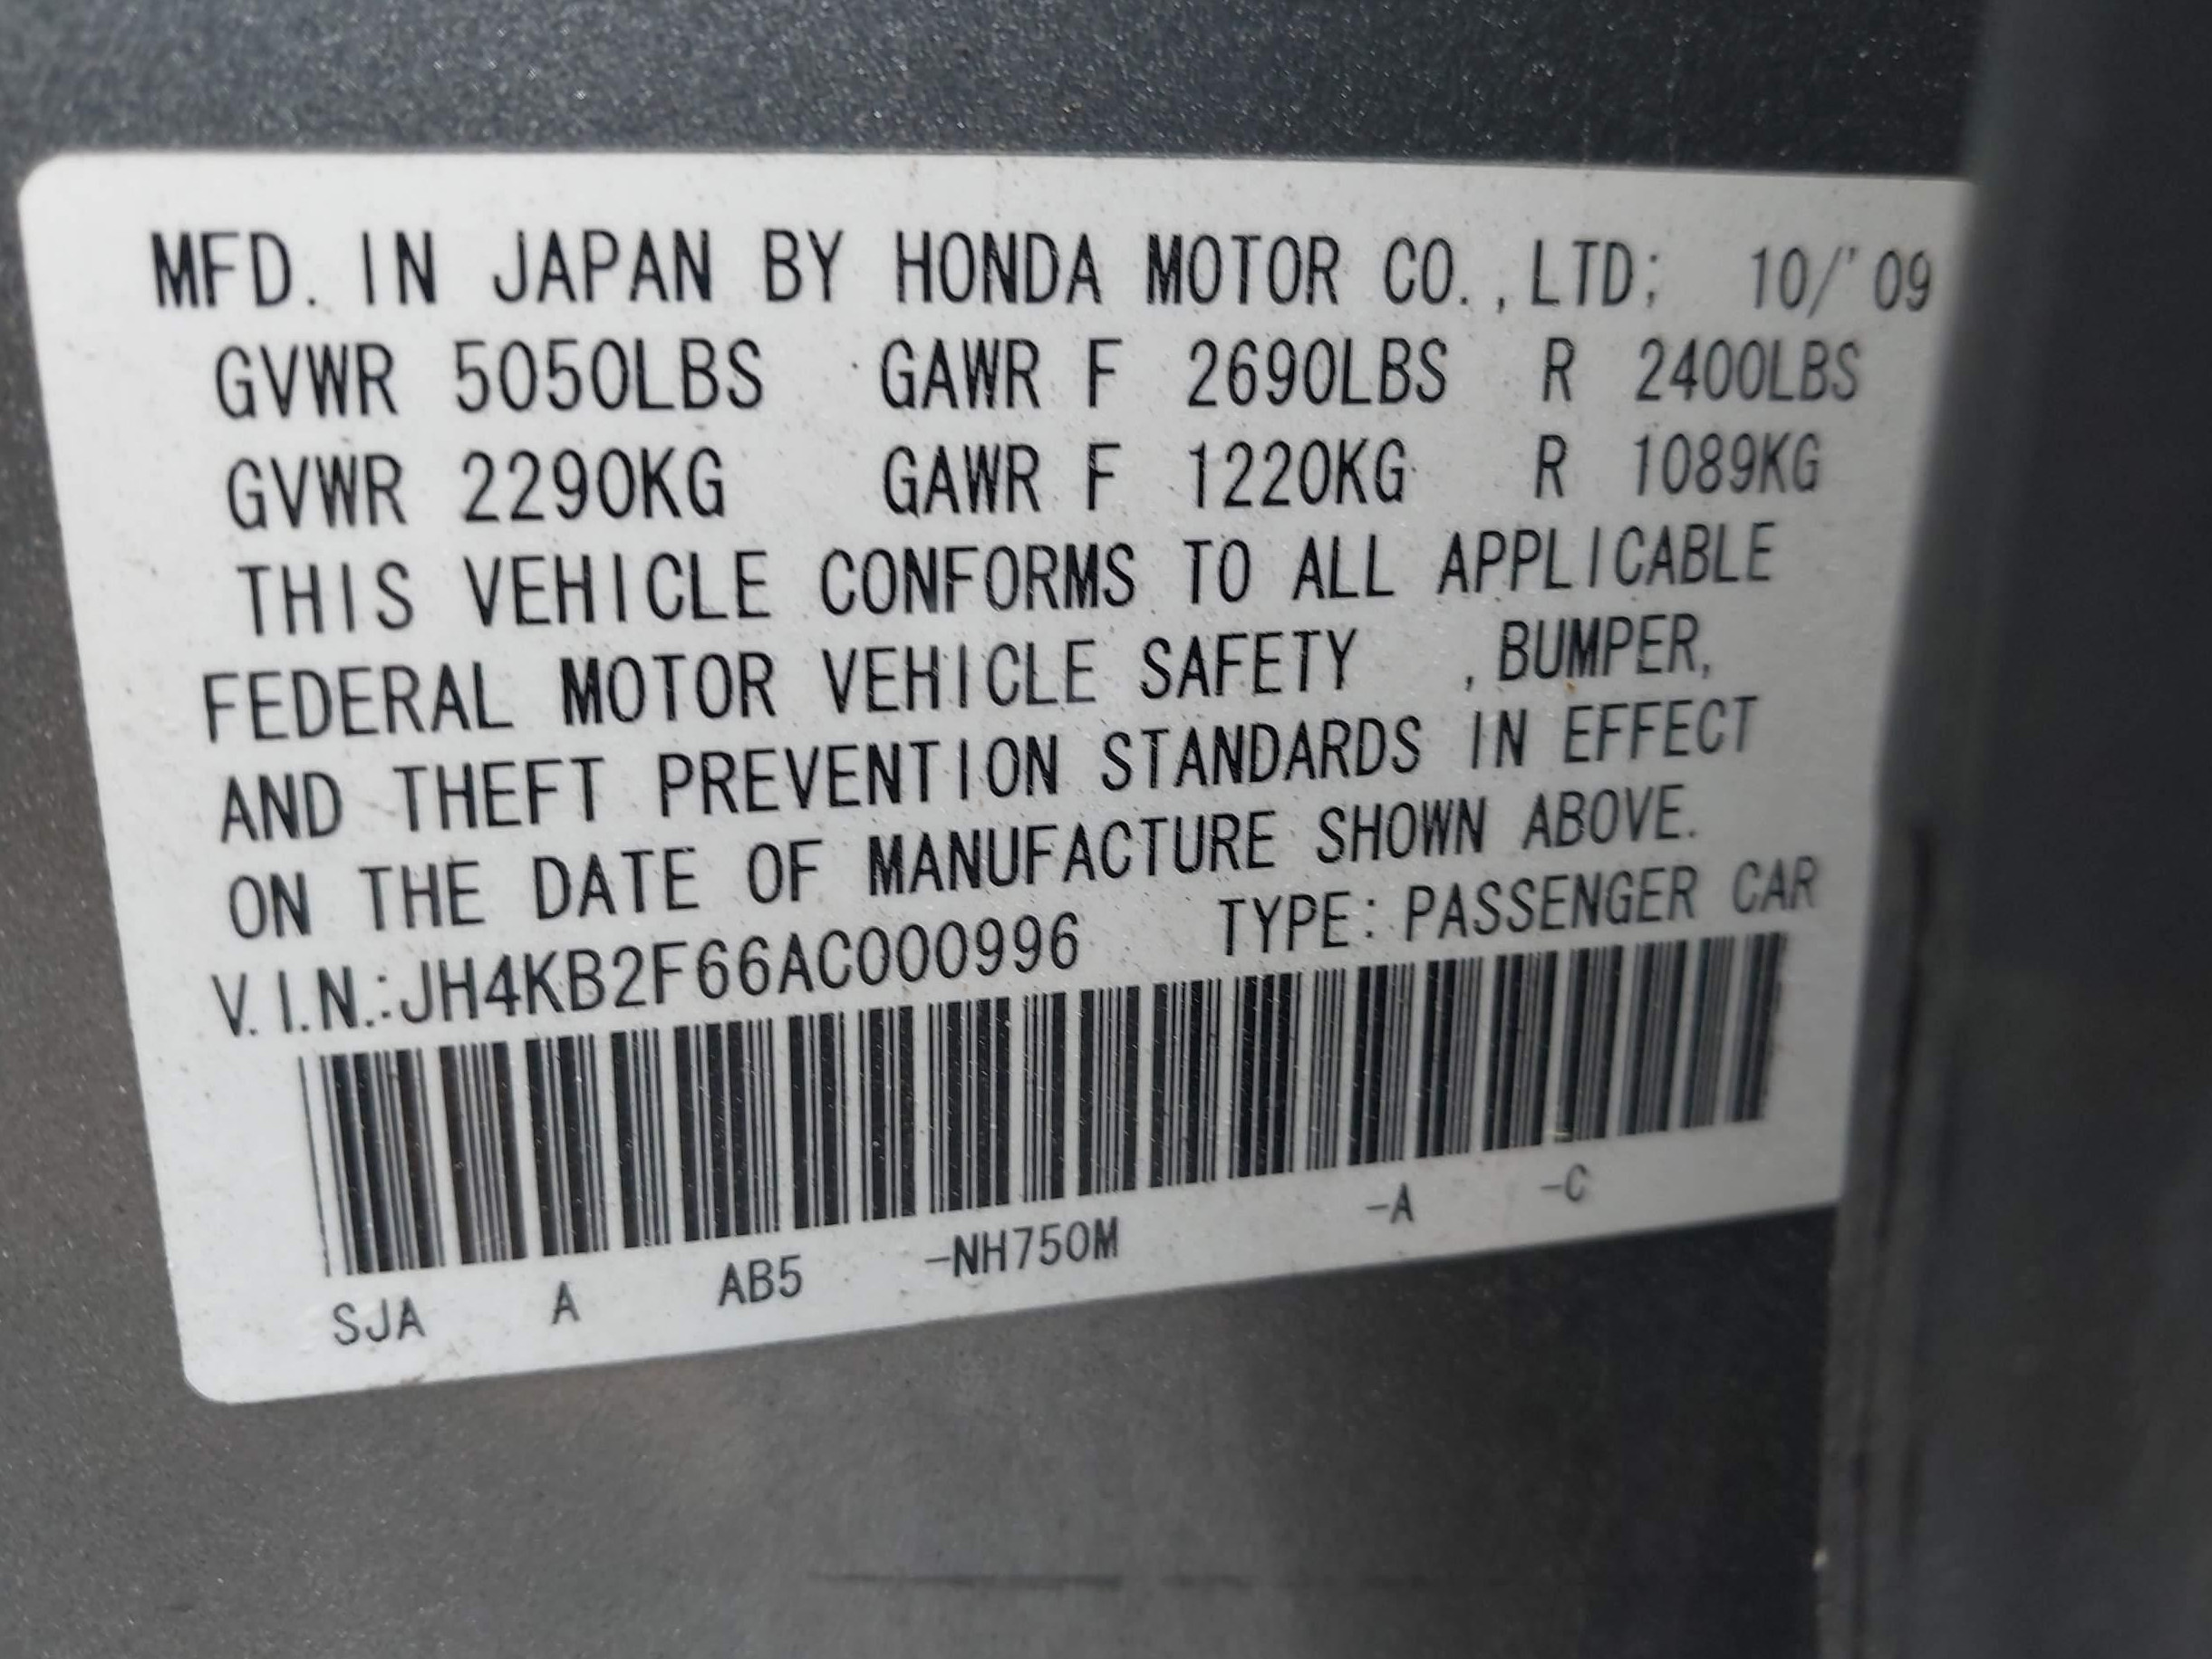 MFD. IN JAPAN BY HONDA MOTOR CO.,LTD; 10/'09
GVWR 5050LBS GAWR F 2690LBS R 2400LBS
GVWR 2290KG GAWR F 1220KG R 1089KG
THIS VEHICLE CONFORMS TO ALL APPLICABLE
FEDERAL MOTOR VEHICLE SAFETY ,BUMPER,
AND THEFT PREVENTION STANDARDS IN EFFECT
ON THE DATE OF MANUFACTURE SHOWN ABOVE.
V.I.N.:JH4KB2F66AC000996 TYPE:PASSENGER CAR
SJA A AB5 -NH750M -A -C